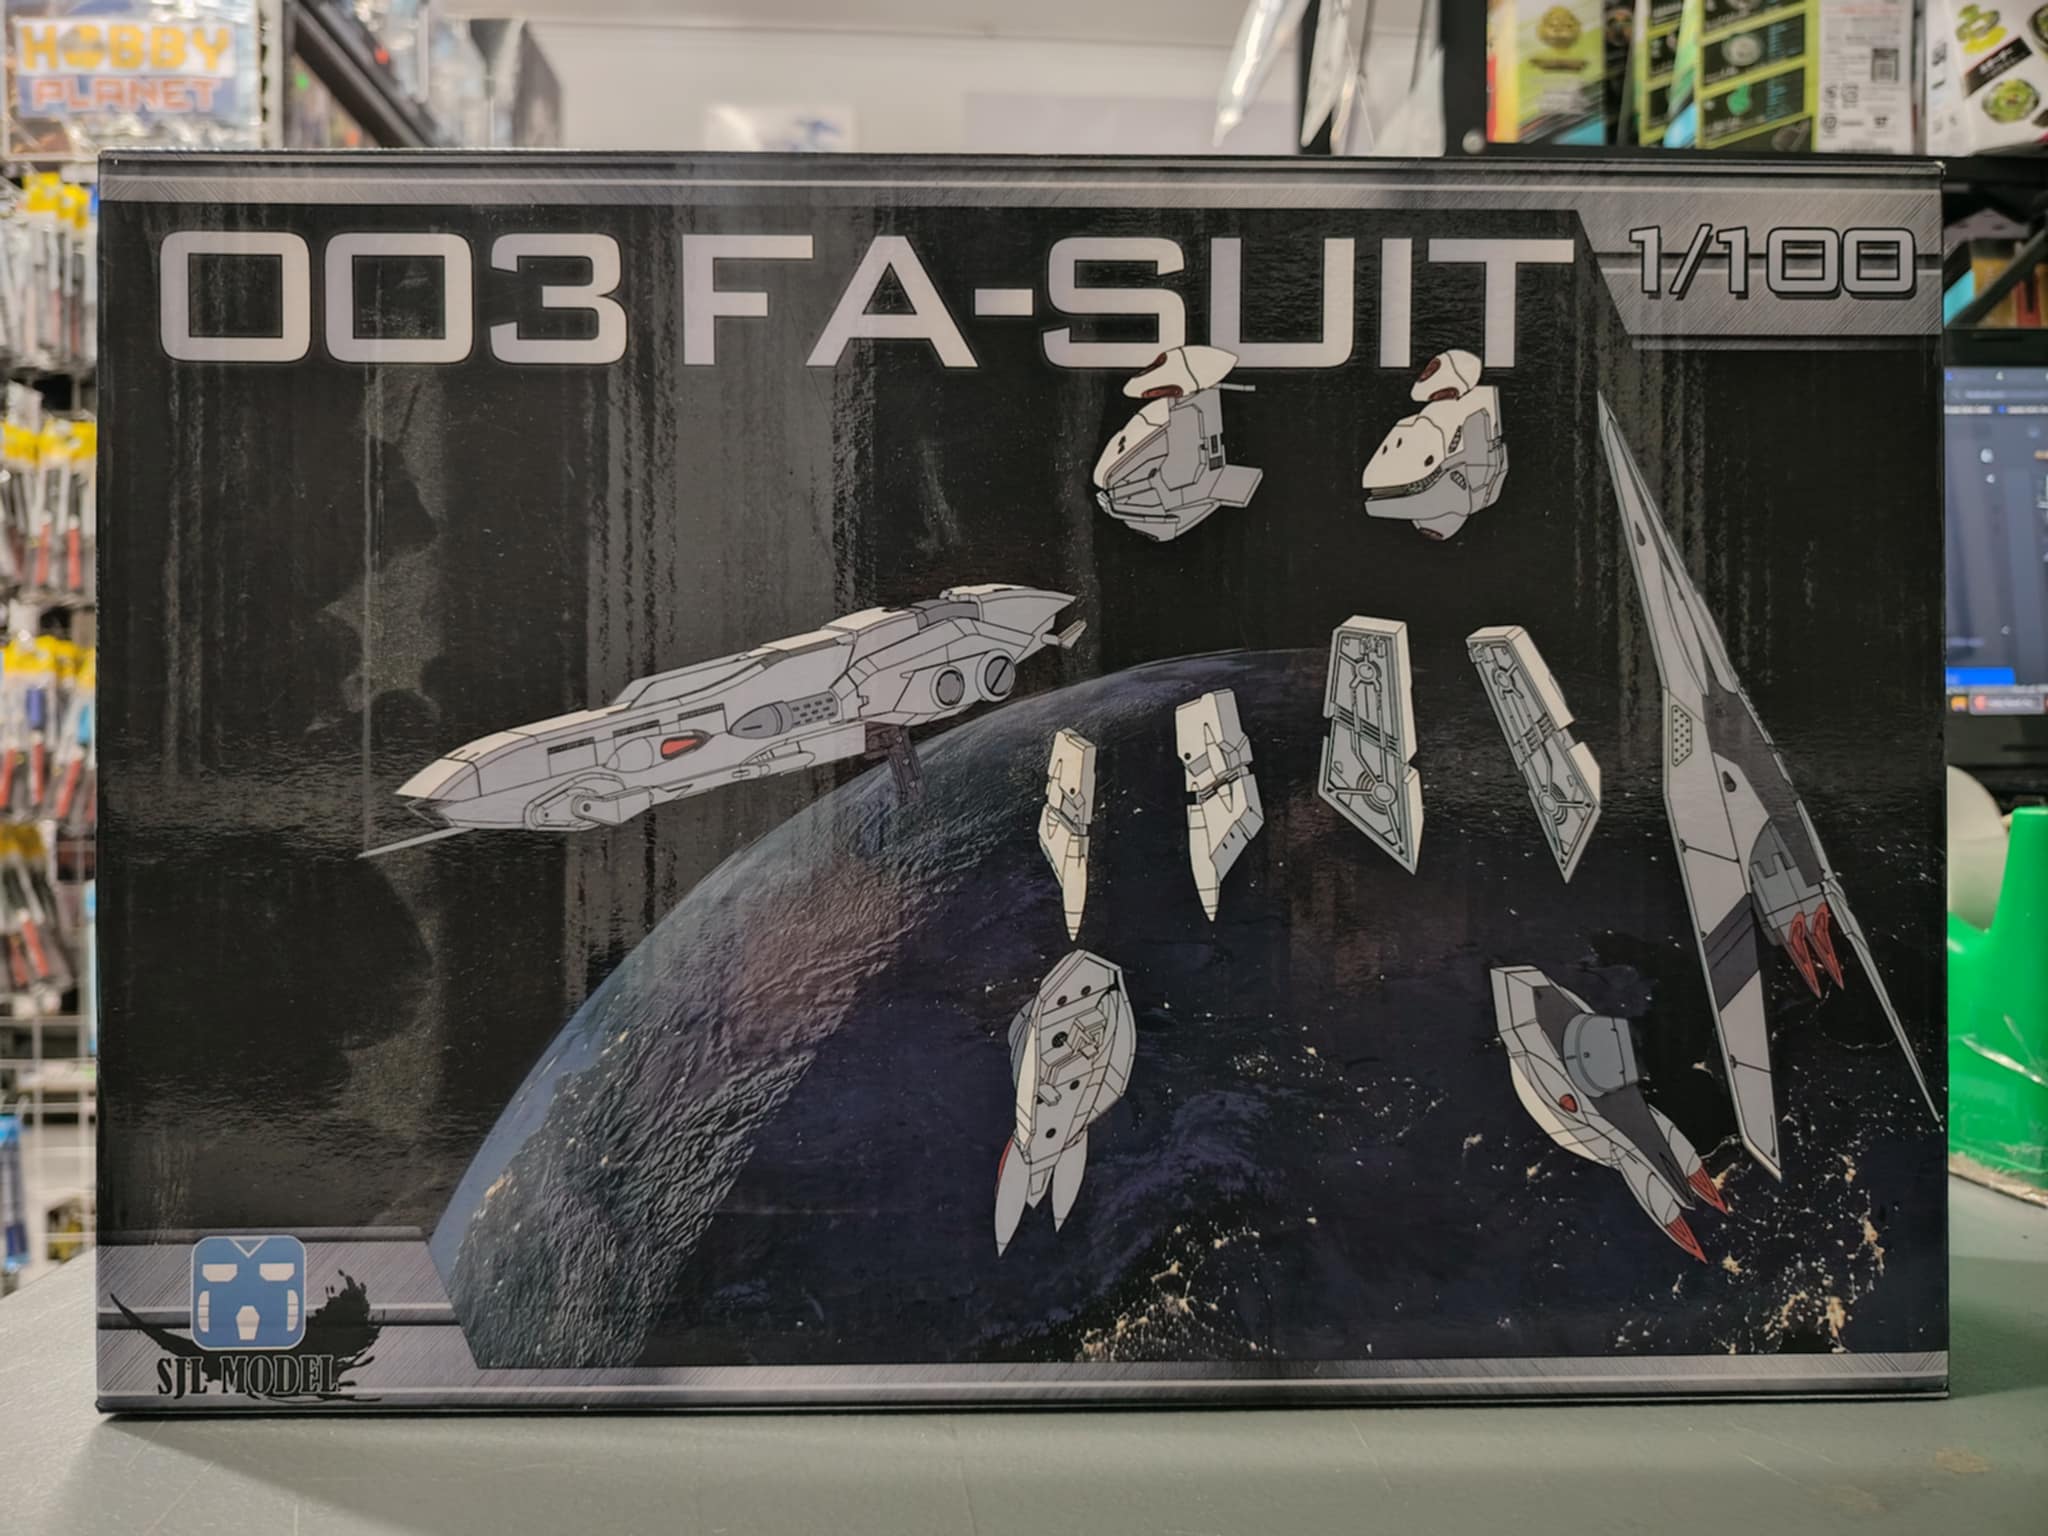 HOBBY
PLANET
003 FA-SUIT
1/100
SJL MODEL